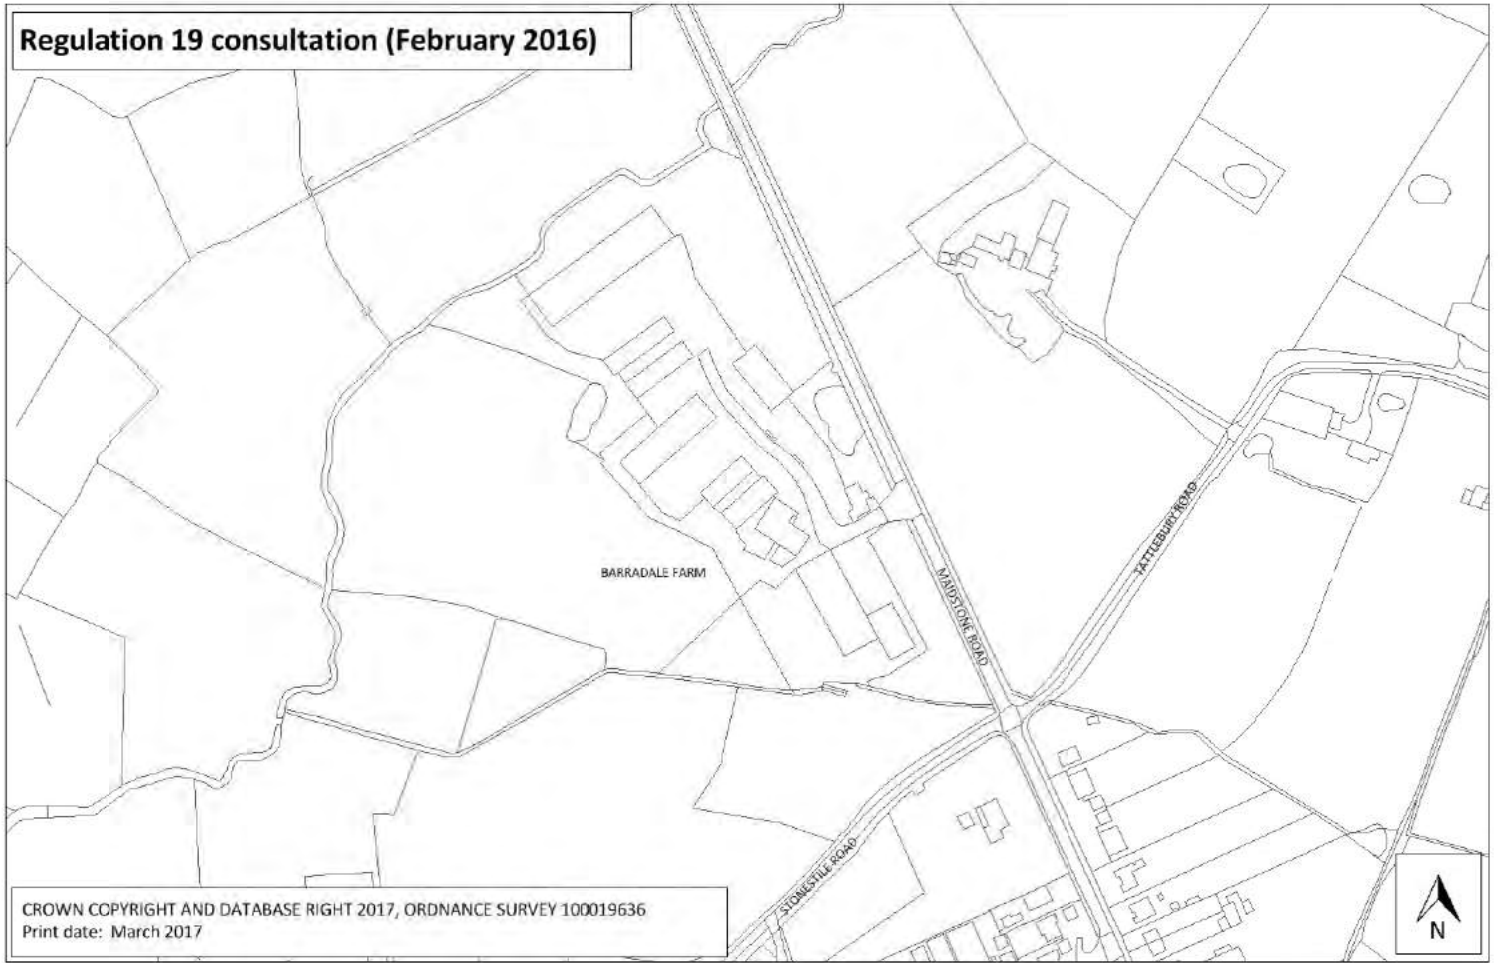 Regulation 19 consultation (February 2016)
TATTLEBURY ROAD
BARRADALE FARM
MAIDSTONE ROAD
STONESTILE ROAD
CROWN COPYRIGHT AND DATABASE RIGHT 2017, ORDNANCE SURVEY 100019636
Print date: March 2017
N